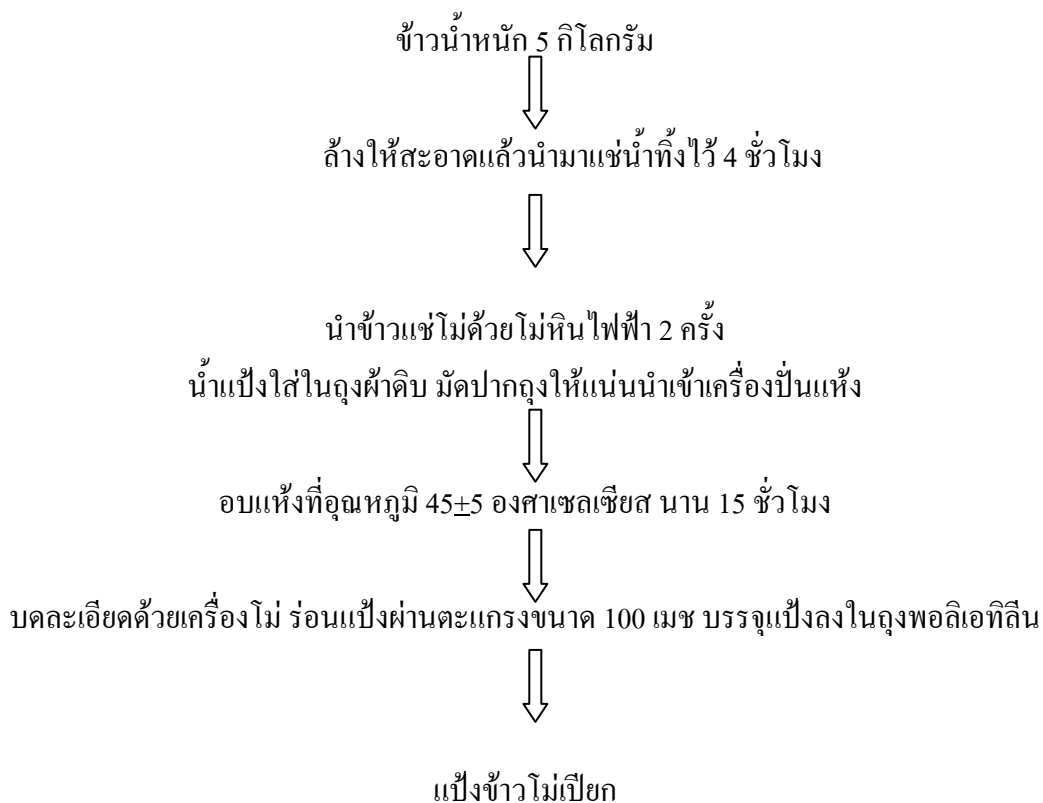 ข้าวน้ำหนัก 5 กิโลกรัม
ล้างให้สะอาดแล้วนำมาแช่น้ำทิ้งไว้ 4 ชั่วโมง
นำข้าวแช่โม่ด้วยโม่หินไฟฟ้า 2 ครั้ง
น้ำแป้งใส่ในถุงผ้าดิบ มัดปากถุงให้แน่นนำเข้าเครื่องปั่นแห้ง
อบแห้งที่อุณหภูมิ 45±5 องศาเซลเซียส นาน 15 ชั่วโมง
บดละเอียดด้วยเครื่องโม่ ร่อนแป้งผ่านตะแกรงขนาด 100 เมช บรรจุแป้งลงในถุงพอลิเอทิลีน
แป้งข้าวโม่เปียก